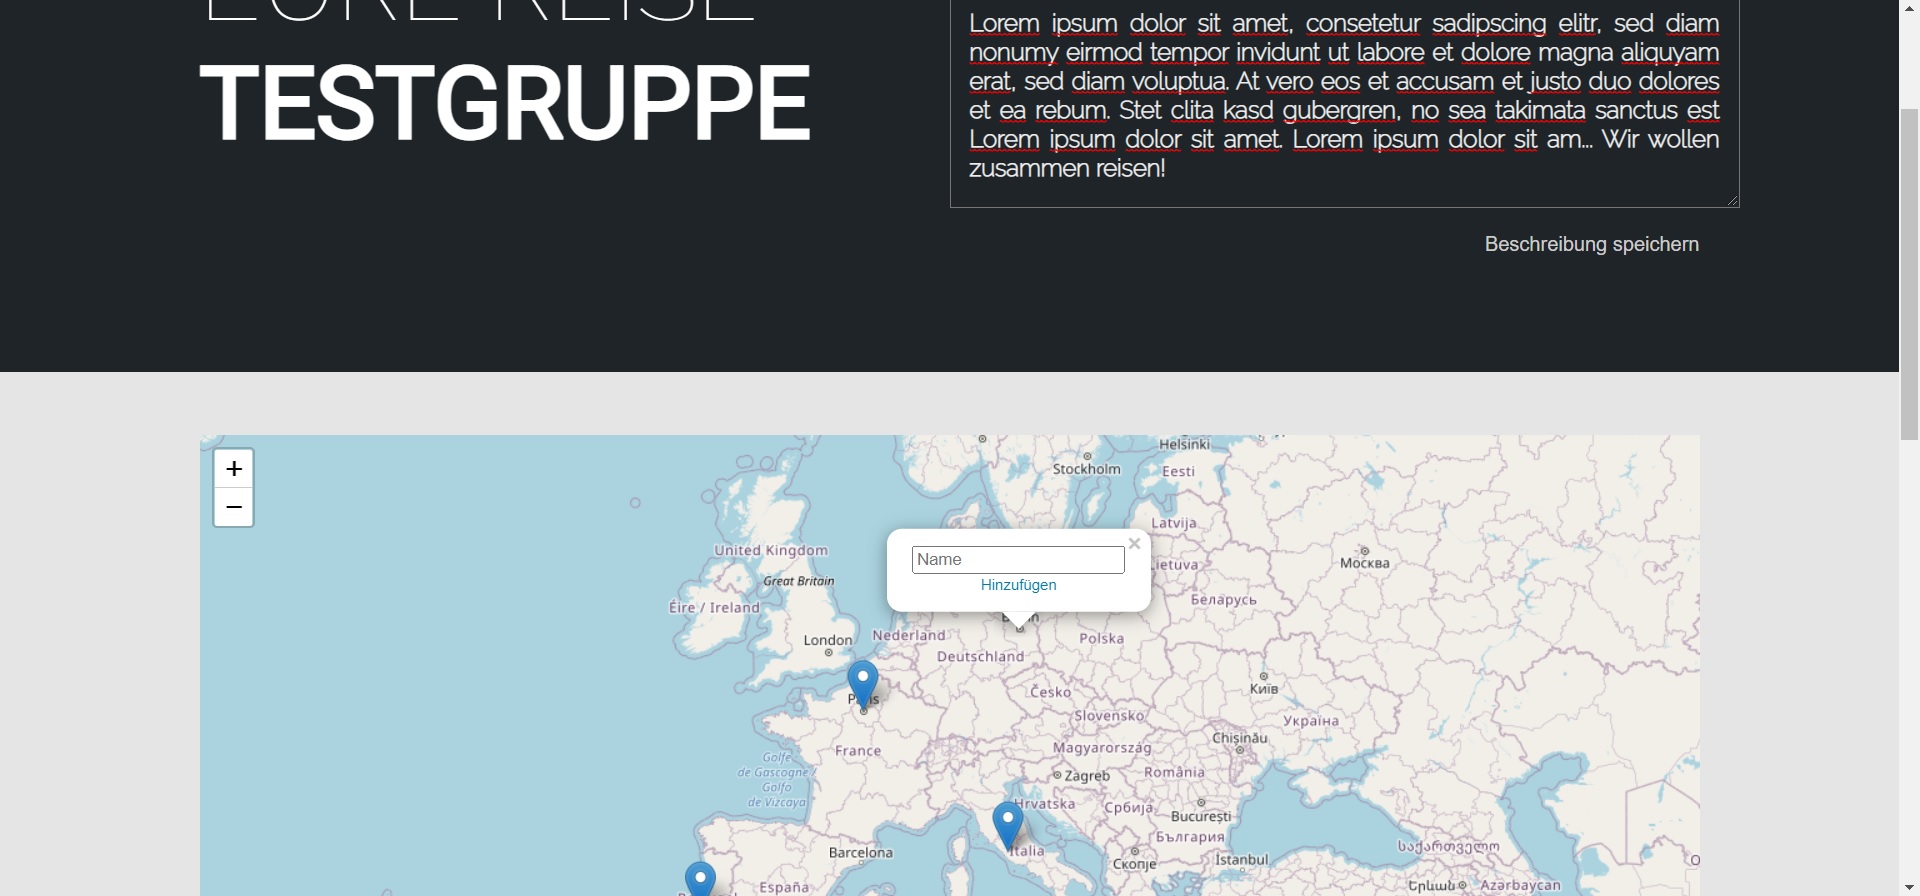 EURE REISE
TESTGRUPPE
Lorem ipsum dolor sit amet, consetetur sadipscing elitr, sed diam
nonumy eirmod tempor invidunt ut labore et dolore magna aliquyam
erat, sed diam voluptua. At vero eos et accusam et justo duo dolores
et ea rebum. Stet clita kasd gubergren, no sea takimata sanctus est
Lorem ipsum dolor sit amet. Lorem ipsum dolor sit am... Wir wollen
zusammen reisen!
Beschreibung speichern
+
−
Helsinki
Stockholm
Eesti
Latvija
United Kingdom
Москва
Name
×
Lietuva
Great Britain
Hinzufügen
Беларусь
Éire / Ireland
London
Nederland
Polska
Deutschland
Київ
Česko
Paris
Slovensko
Україна
Chișinău
France
Magyarország
Golfe
de Gascogne /
Golfo
de Vizcaya
Zagreb
România
Hrvatska
Србија
București
България
Italia
Barcelona
Скопје
Istanbul
საქართველო
España
Երևան
Azərbaycan